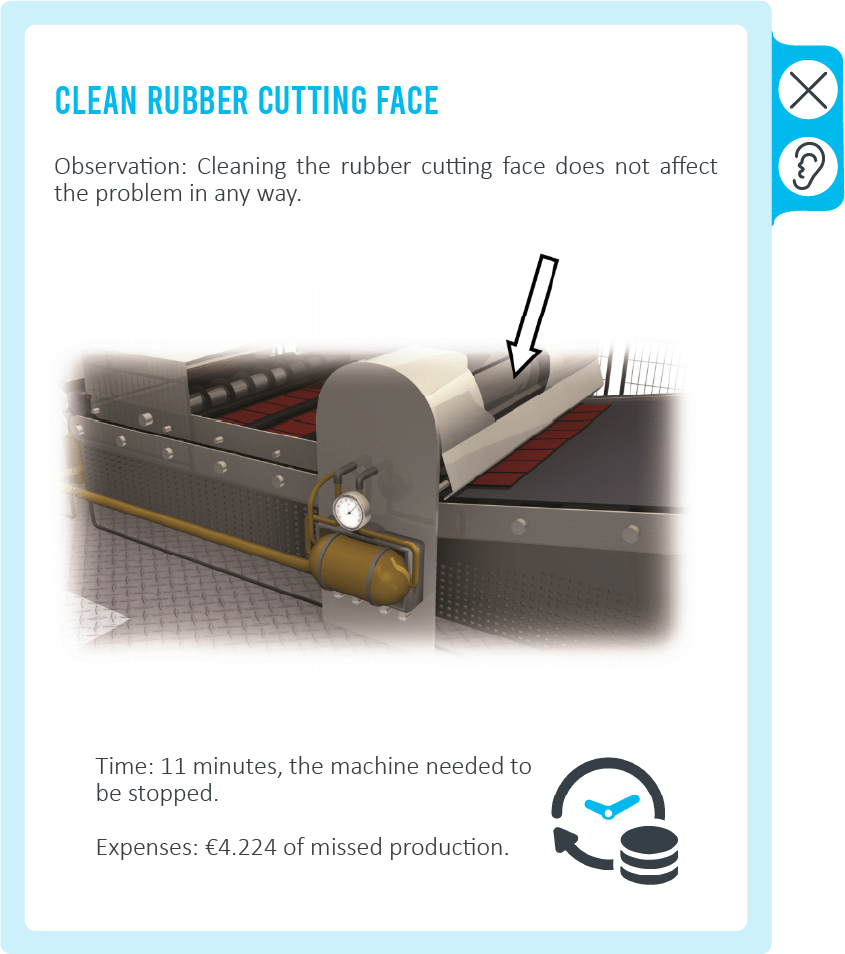 CLEAN RUBBER CUTTING FACE
Observation: Cleaning the rubber cutting face does not affect
the problem in any way.
Time: 11 minutes, the machine needed to
be stopped.
Expenses: €4.224 of missed production.